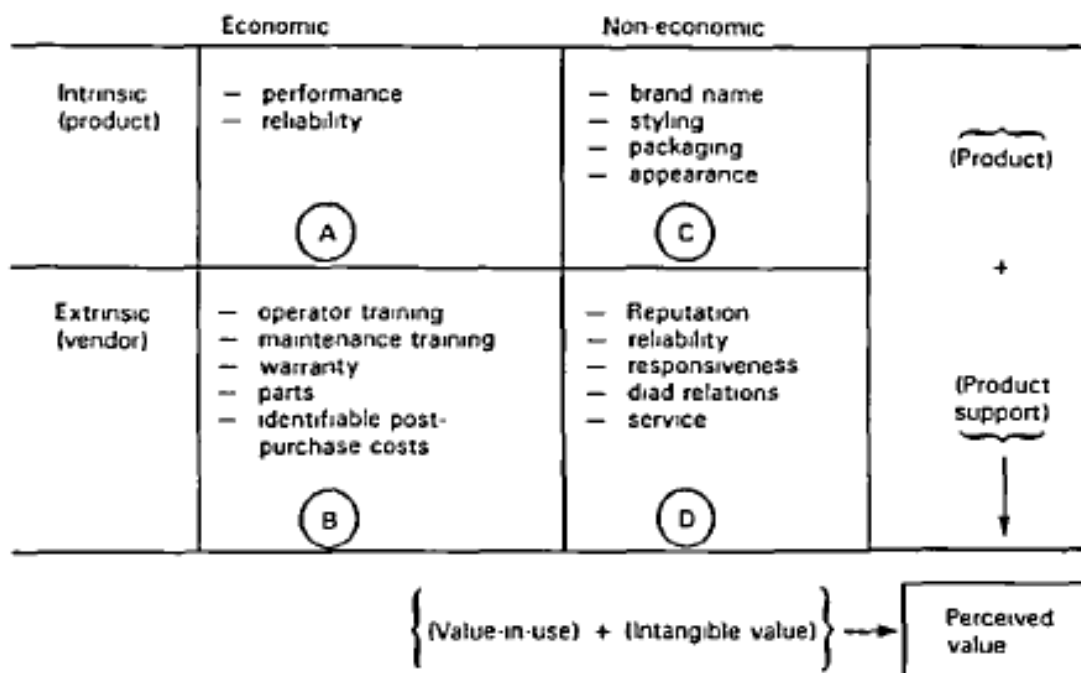 Economic Non-economic
Intrinsic
(product)
— performance
— reliability
A
— brand name
— styling
— packaging
— appearance
C
(Product)
+
Extrinsic
(vendor)
— operator training
— maintenance training
— warranty
— parts
— identifiable post-
purchase costs
B
— Reputation
— reliability
— responsiveness
— diad relations
— service
D
(Product
support)
{(Value-in-use) + (Intangible value)}
Perceived
value